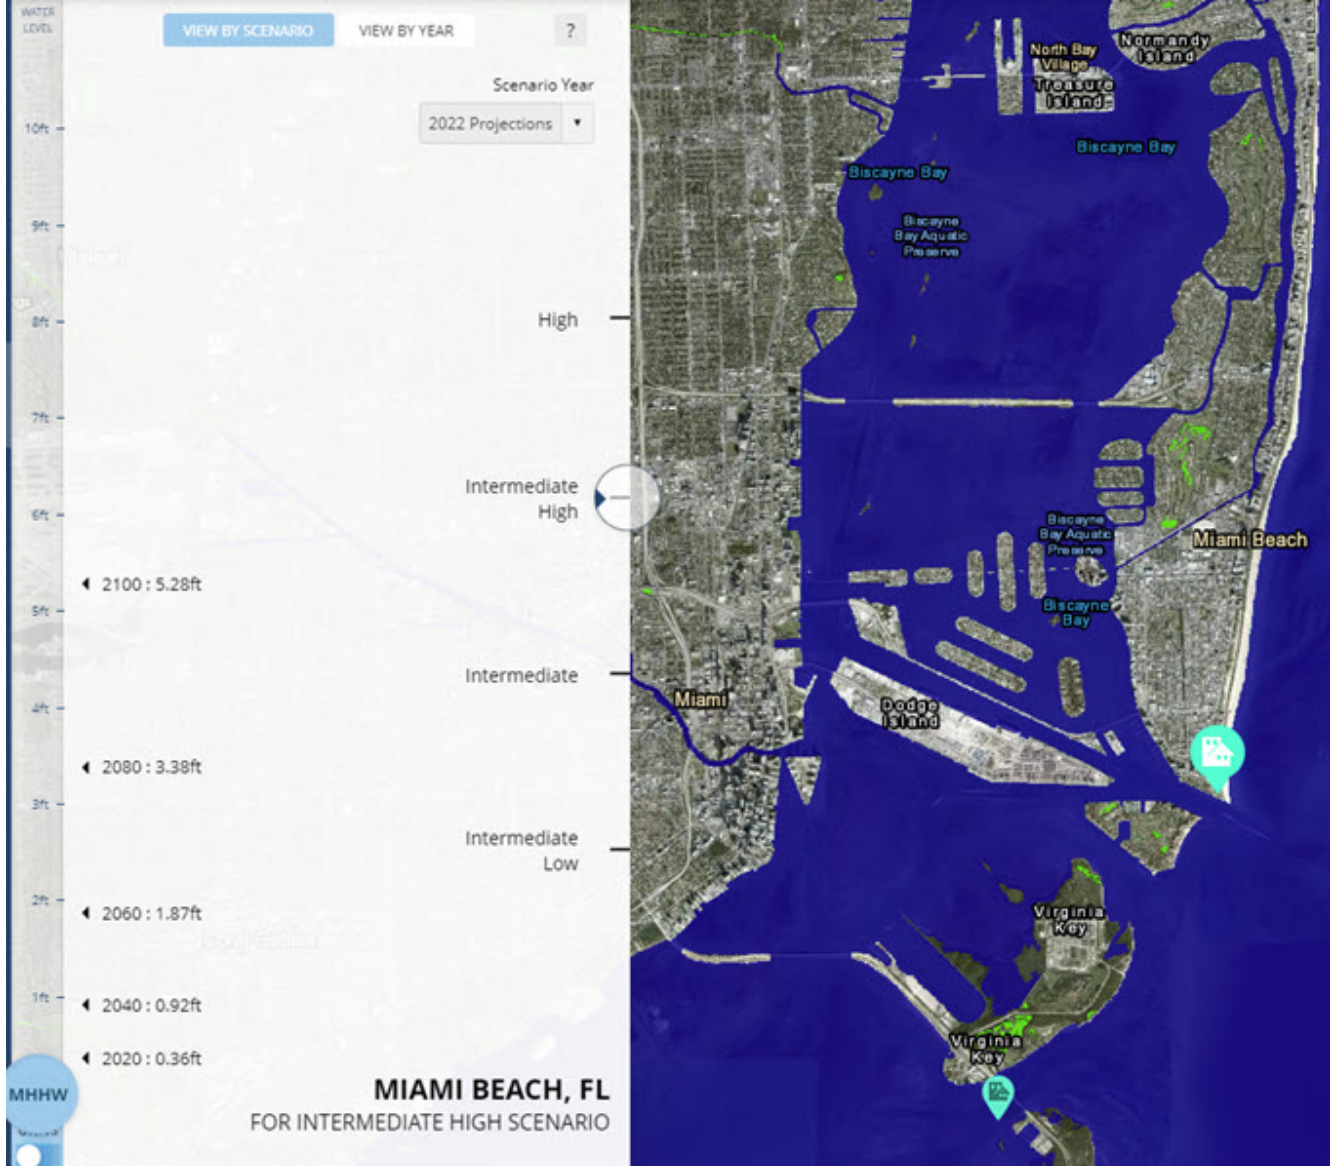 WATER
LEVEL
VIEW BY SCENARIO
VIEW BY YEAR
?
Scenario Year
2022 Projections
10ft
9ft
8ft
7ft
6ft
5ft
4ft
3ft
2ft
1ft
High
Intermediate
High
Intermediate
Intermediate
Low
2100 : 5.28ft
2080 : 3.38ft
2060 : 1.87ft
2040 : 0.92ft
2020 : 0.36ft
MHHW
MIAMI BEACH, FL
FOR INTERMEDIATE HIGH SCENARIO
North Bay
Village
Normandy
Island
Treasure
Island
Biscayne Bay
Biscayne Bay
Biscayne
Bay Aquatic
Preserve
Biscayne
Bay Aquatic
Preserve
Miami Beach
Biscayne
Bay
Miami
Dodge
Island
Virginia
Key
Virginia
Key
Coral Gables